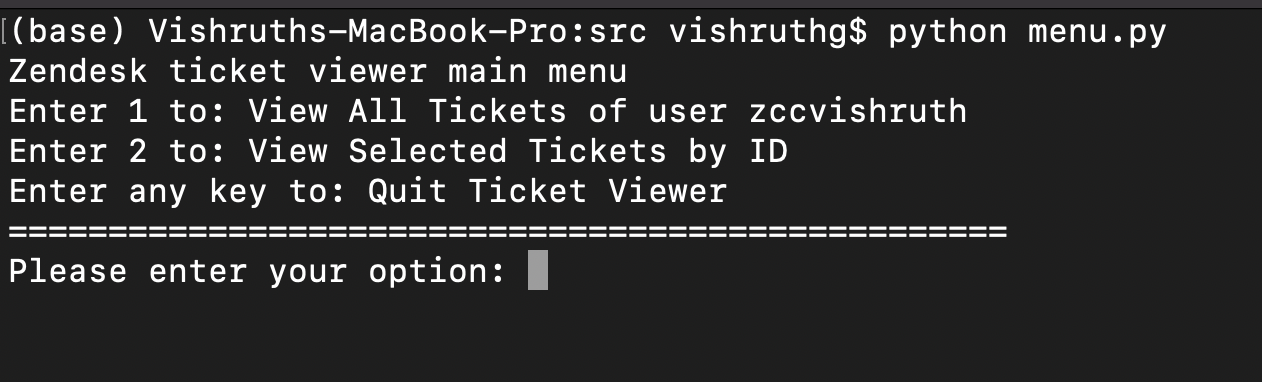 [(base) Vishruths-MacBook-Pro:src vishruthg$ python menu.py
Zendesk ticket viewer main menu
Enter 1 to: View All Tickets of user zccvishruth
Enter 2 to: View Selected Tickets by ID
Enter any key to: Quit Ticket Viewer
==================================================
Please enter your option: